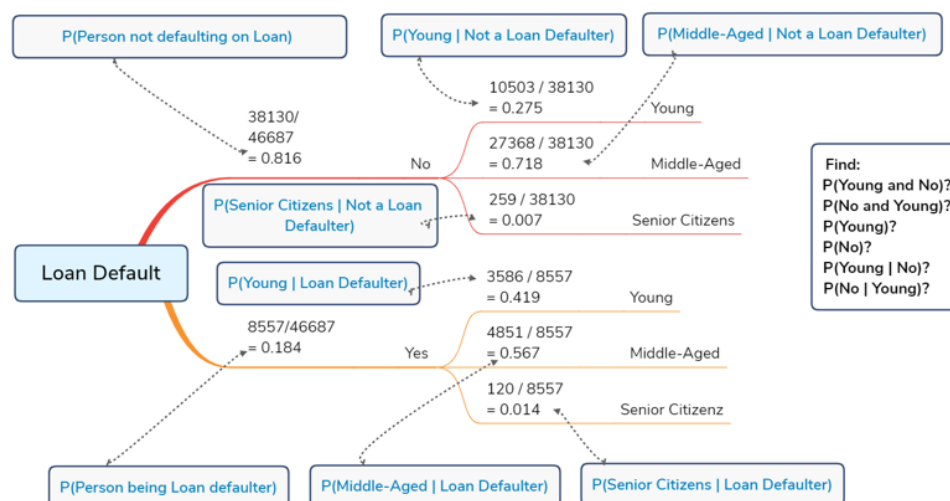 P(Person not defaulting on Loan)
P(Young | Not a Loan Defaulter)
P(Middle-Aged | Not a Loan Defaulter)
38130/
46687
= 0.816
No
10503 / 38130
= 0.275
Young
27368 / 38130
= 0.718
Middle-Aged
P(Senior Citizens | Not a Loan
Defaulter)
259 / 38130
= 0.007
Senior Citizens
Find:
P(Young and No)?
P(No and Young)?
P(Young)?
P(No)?
P(Young | No)?
P(No | Young)?
Loan Default
P(Young | Loan Defaulter)
8557/46687
= 0.184
Yes
3586 / 8557
= 0.419
Young
4851 / 8557
= 0.567
Middle-Aged
120 / 8557
= 0.014
Senior Citizenz
P(Person being Loan defaulter)
P(Middle-Aged | Loan Defaulter)
P(Senior Citizens | Loan Defaulter)